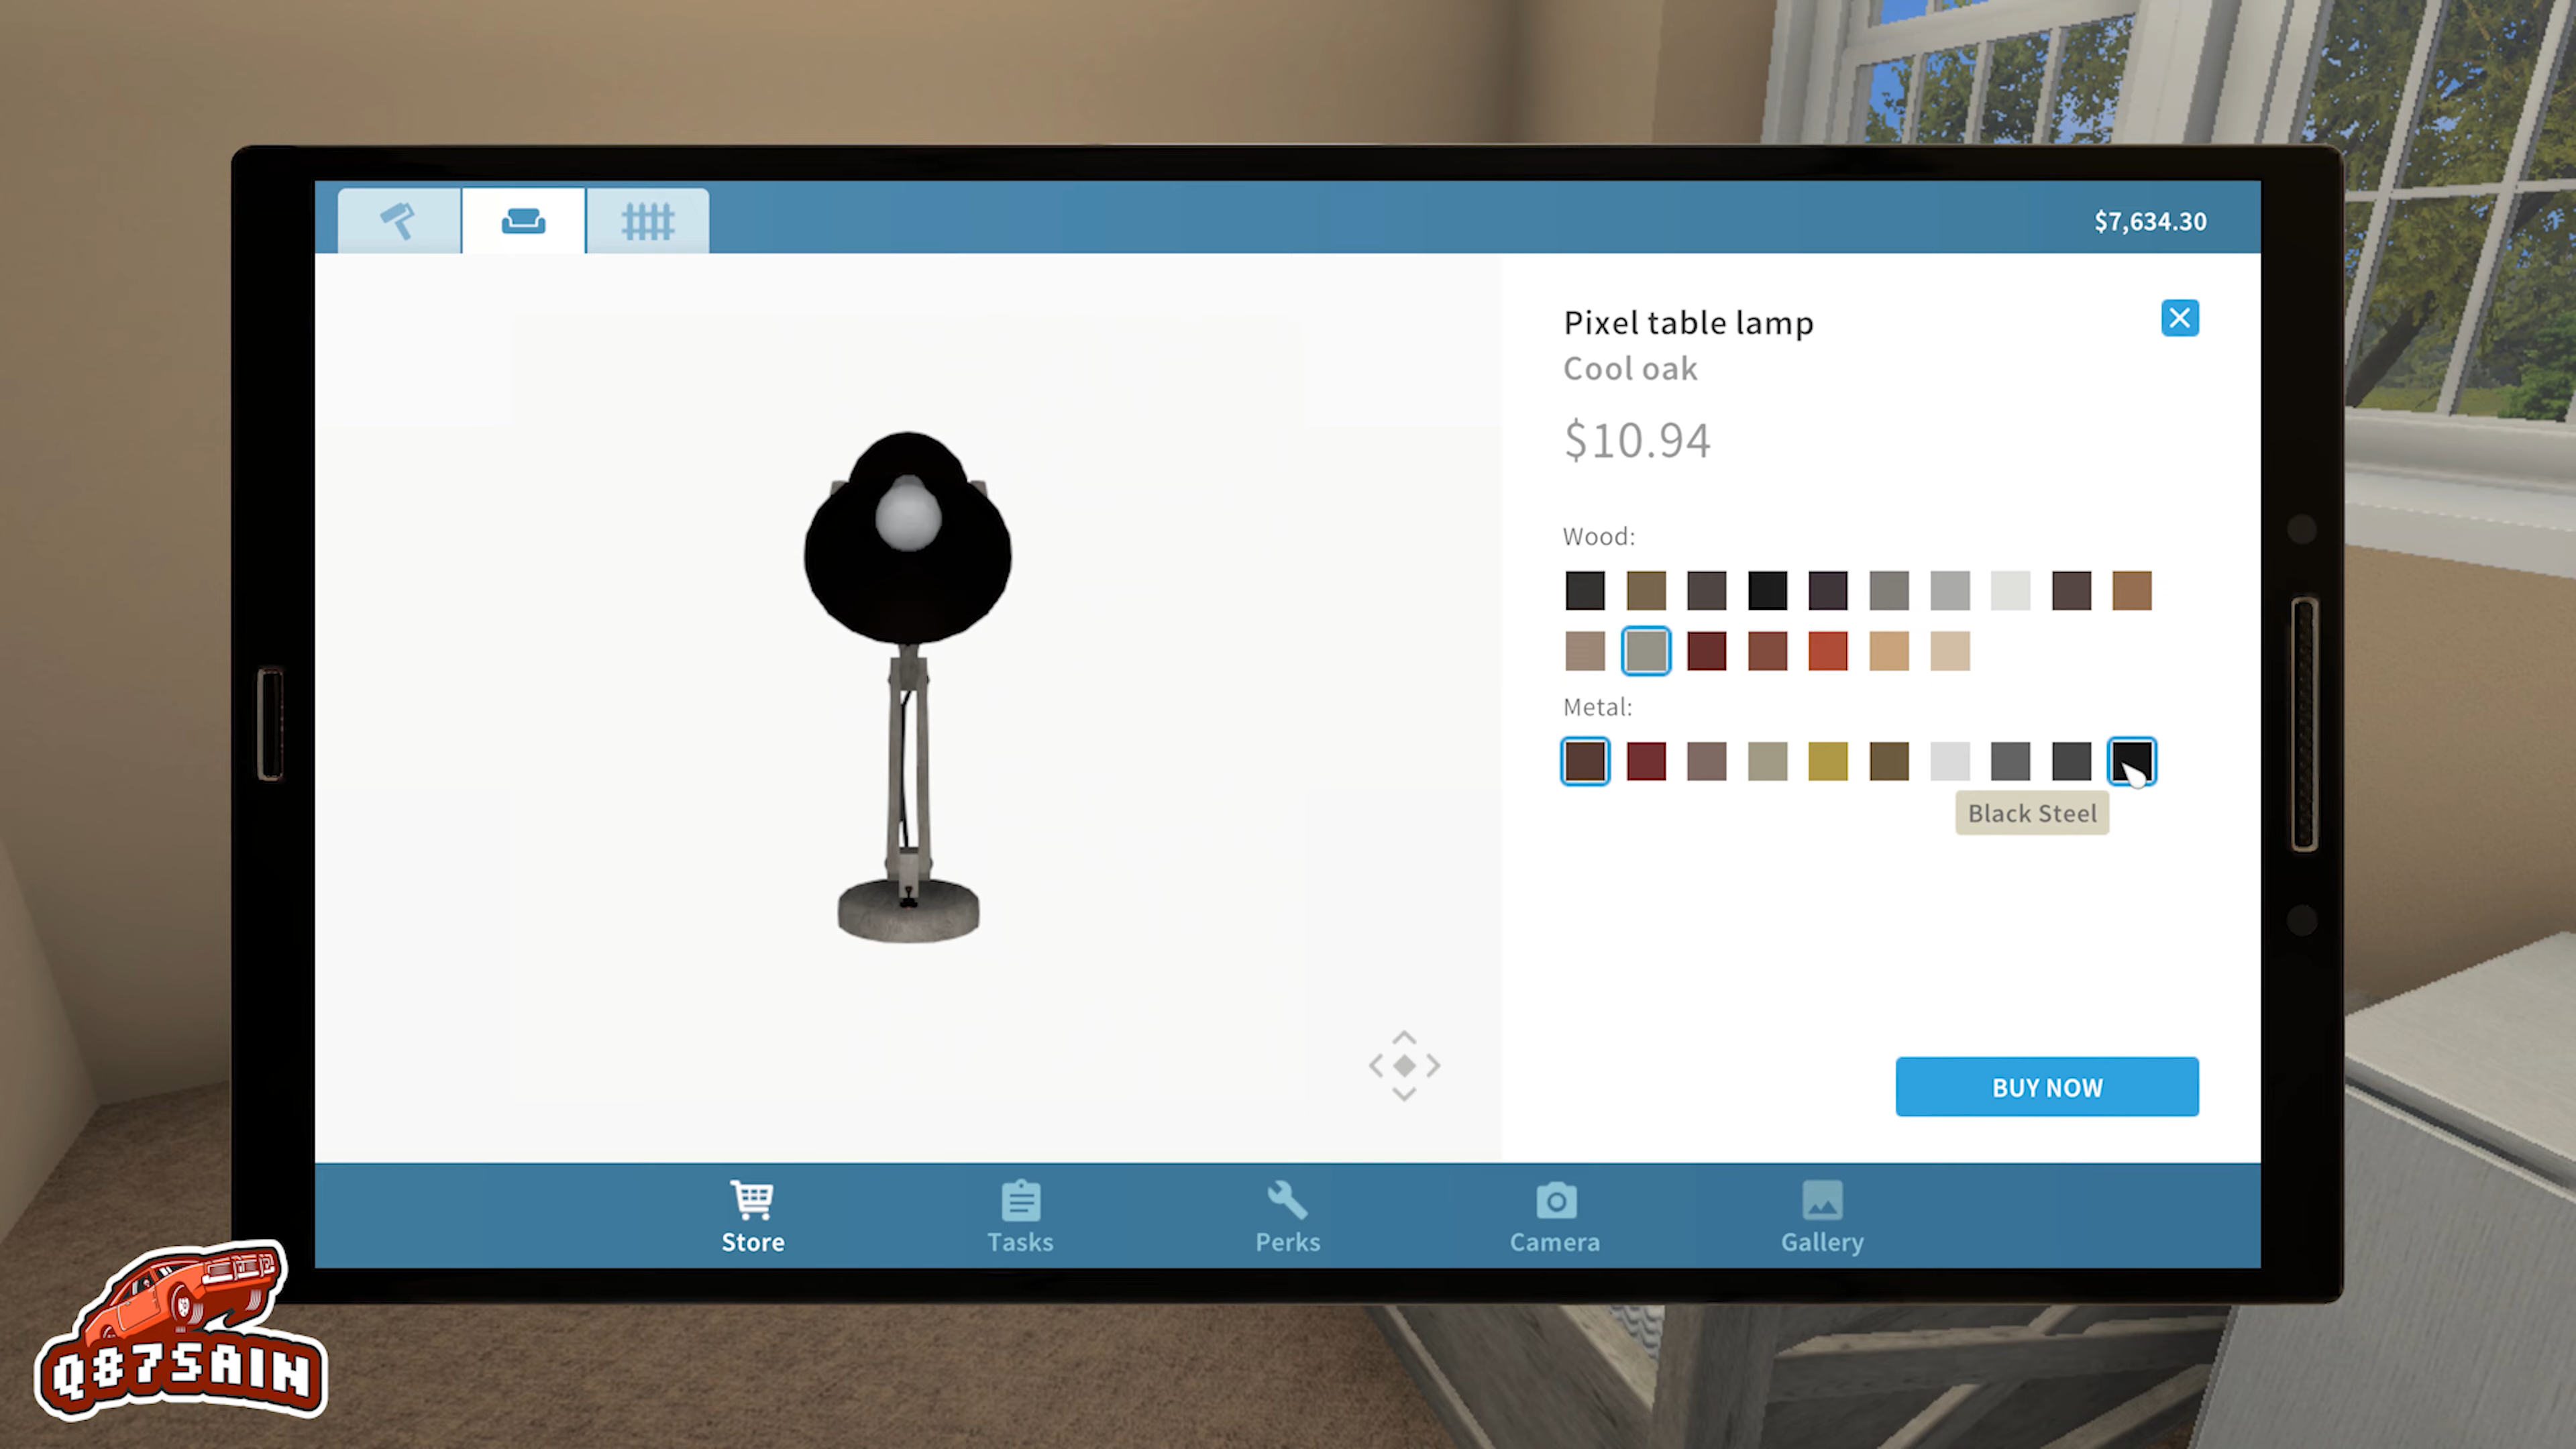 $7,634.30
Pixel table lamp
Cool oak
$10.94
Wood:
Metal:
Black Steel
BUY NOW
Store
Tasks
Perks
Camera
Gallery
Q87SAIN